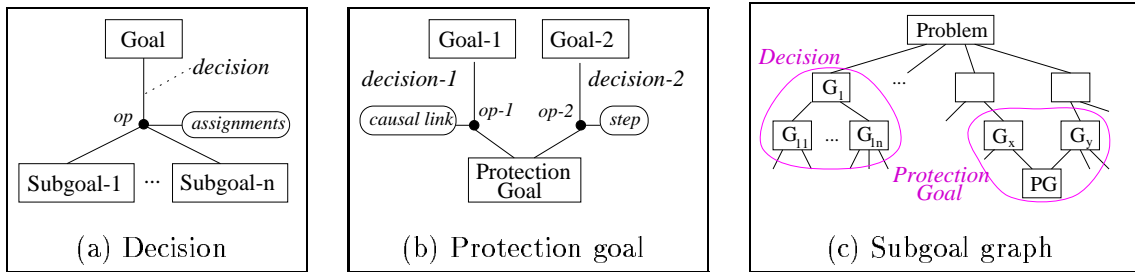 Goal
decision
op
assignments
Subgoal-1 ... Subgoal-n
(a) Decision
Goal-1 Goal-2
decision-1 decision-2
causal link op-1 op-2 step
Protection
Goal
(b) Protection goal
Problem
Decision
...
G1
G11 ... G1n
Gx Gy
Protection
Goal
PG
(c) Subgoal graph